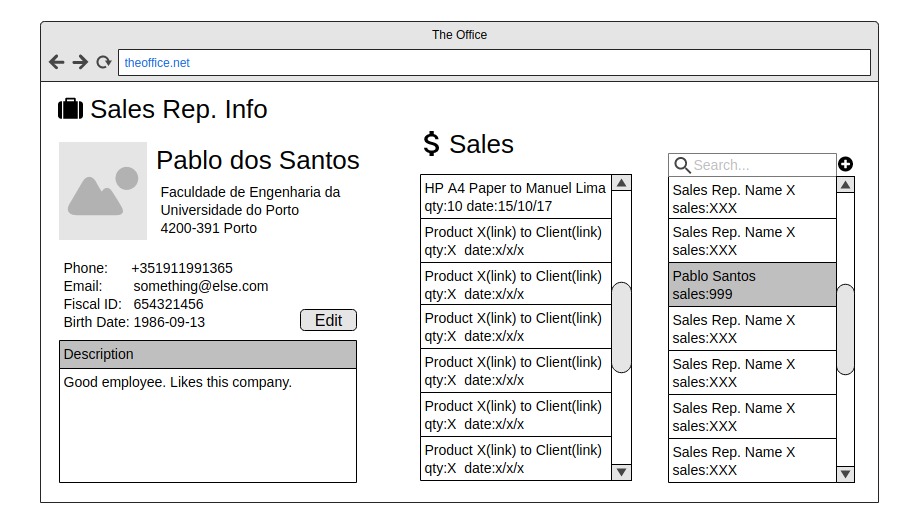 The Office
theoffice.net
Sales Rep. Info
Pablo dos Santos
Faculdade de Engenharia da
Universidade do Porto
4200-391 Porto
Phone: +351911991365
Email: something@else.com
Fiscal ID: 654321456
Birth Date: 1986-09-13
Edit
Description
Good employee. Likes this company.
$ Sales
HP A4 Paper to Manuel Lima
qty:10 date:15/10/17
Product X(link) to Client(link)
qty:X date:x/x/x
Product X(link) to Client(link)
qty:X date:x/x/x
Product X(link) to Client(link)
qty:X date:x/x/x
Product X(link) to Client(link)
qty:X date:x/x/x
Product X(link) to Client(link)
qty:X date:x/x/x
Product X(link) to Client(link)
qty:X date:x/x/x
Search...
Sales Rep. Name X
sales:XXX
Sales Rep. Name X
sales:XXX
Pablo Santos
sales:999
Sales Rep. Name X
sales:XXX
Sales Rep. Name X
sales:XXX
Sales Rep. Name X
sales:XXX
Sales Rep. Name X
sales:XXX